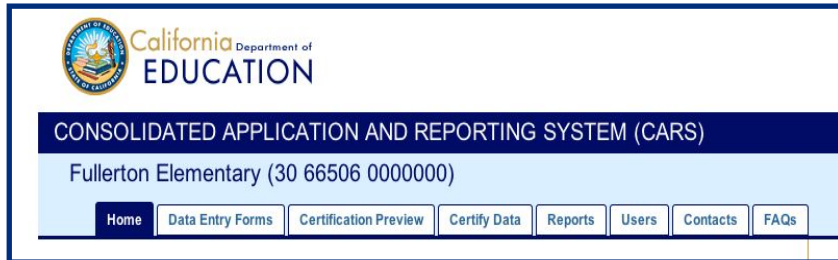 California Department of
EDUCATION
CONSOLIDATED APPLICATION AND REPORTING SYSTEM (CARS)
Fullerton Elementary (30 66506 0000000)
Home Data Entry Forms Certification Preview Certify Data Reports Users Contacts FAQs